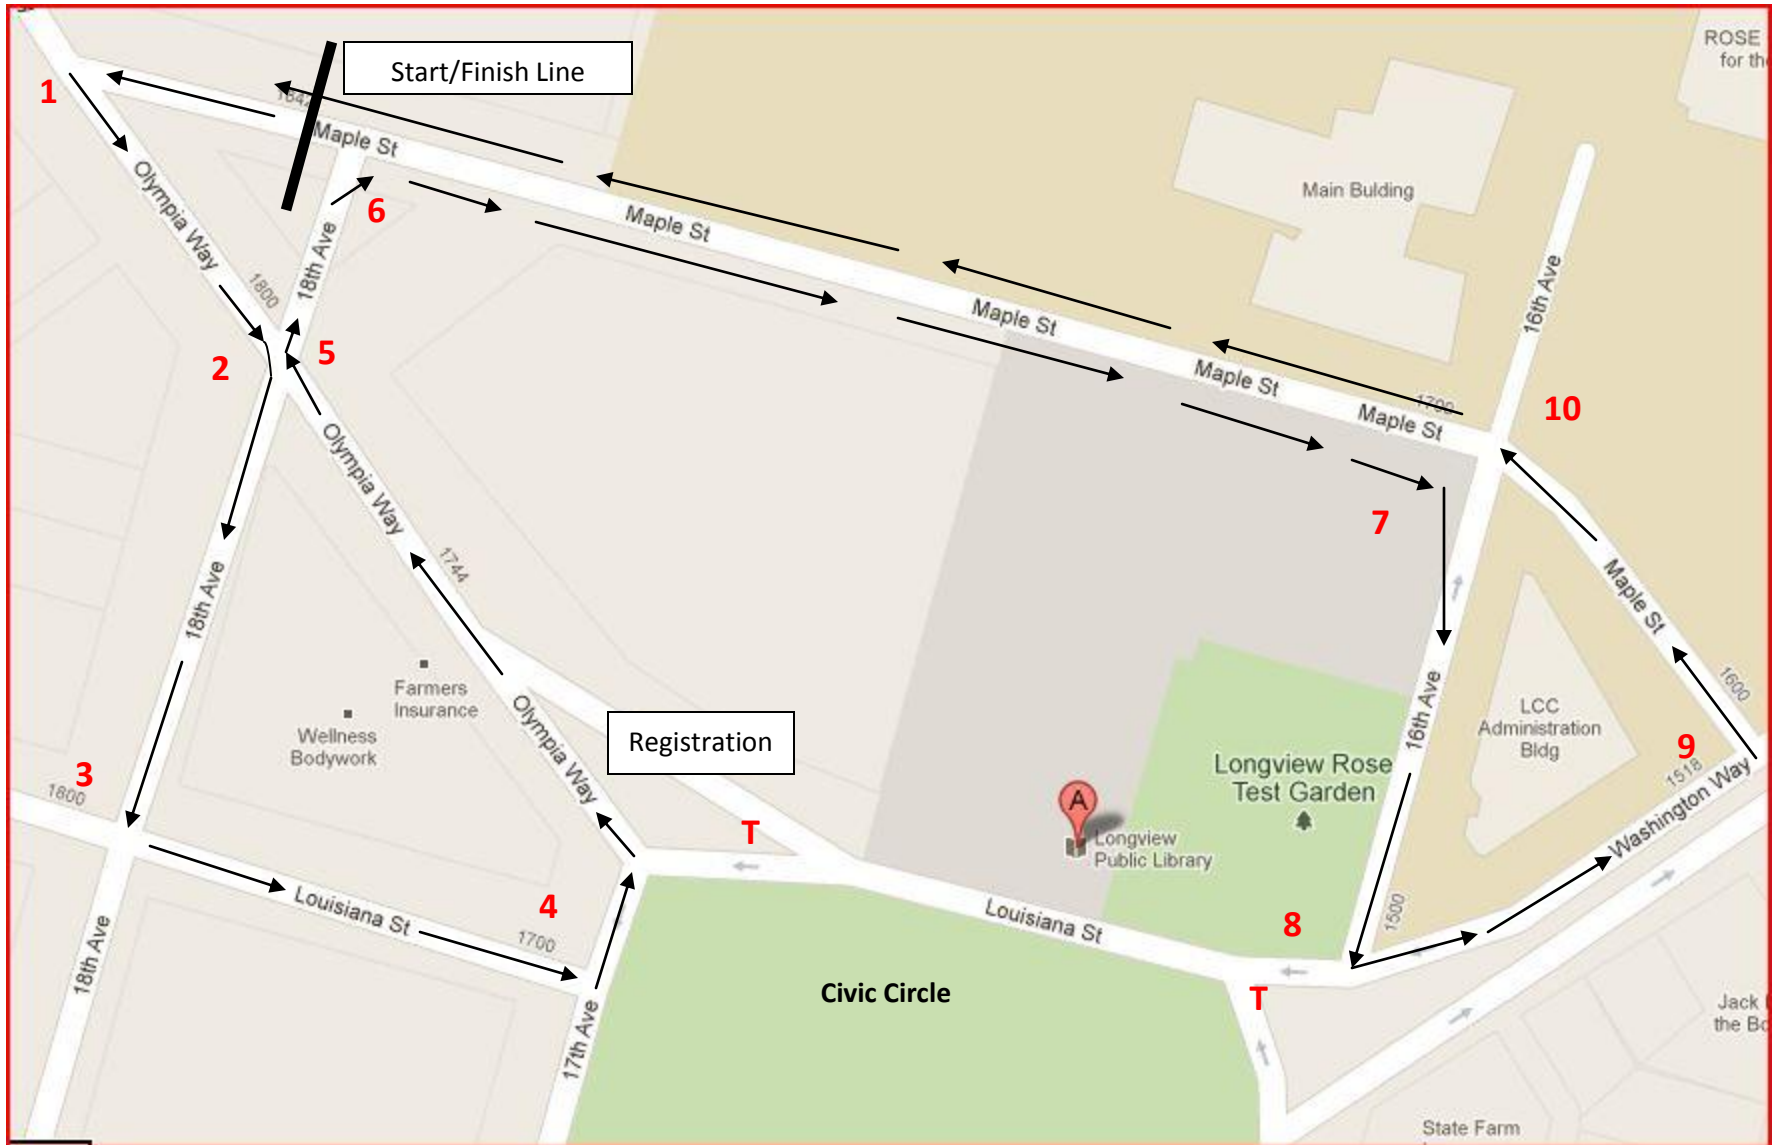 ROSE
for the
Start/Finish Line
1
1842
Maple St
Main Bulding
6
Maple St
Olympia Way
18th Ave
1800
16th Ave
Maple St
2
5
Maple St
1700
10
Maple St
Olympia Way
7
1744
18th Ave
Maple St
Farmers
Insurance
1600
Olympia Way
Wellness
Bodywork
Registration
16th Ave
LCC
Administration
Bldg
3
1800
9
1518
Longview Rose
Test Garden
A
T
Washington Way
Longview
Public Library
4
Louisiana St
1700
Louisiana St
8
1500
18th Ave
Civic Circle
T
Jack
the Bo
17th Ave
State Farm